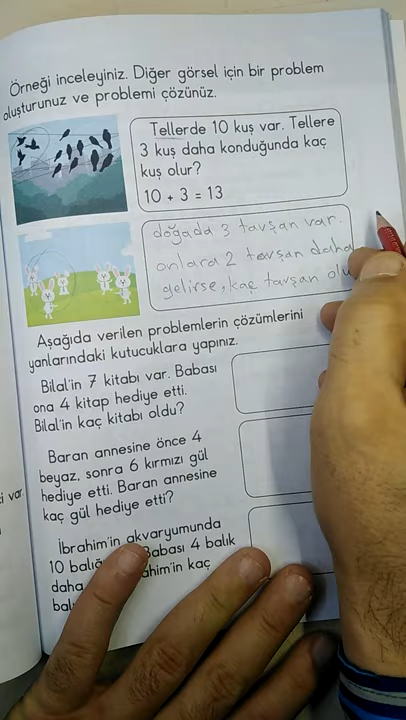 Örneği inceleyiniz. Diğer görsel için bir problem
oluşturunuz ve problemi çözünüz.
Tellerde 10 kuş var. Tellere
3 kuş daha konduğunda kaç
kuş olur?
10 + 3 = 13
doğada 3 tavşan var.
onlara 2 tavşan daha
gelirse, kaç tavşan olu
Aşağıda verilen problemlerin çözümlerini
yanlarındaki kutucuklara yapınız.
Bilal'in 7 kitabı var. Babası
ona 4 kitap hediye etti.
Bilal'in kaç kitabı oldu?
Baran annesine önce 4
beyaz, sonra 6 kırmızı gül
hediye etti. Baran annesine
kaç gül hediye etti?
İbrahim'in akvaryumunda
10 Babası 4 balık
daha kaç
var